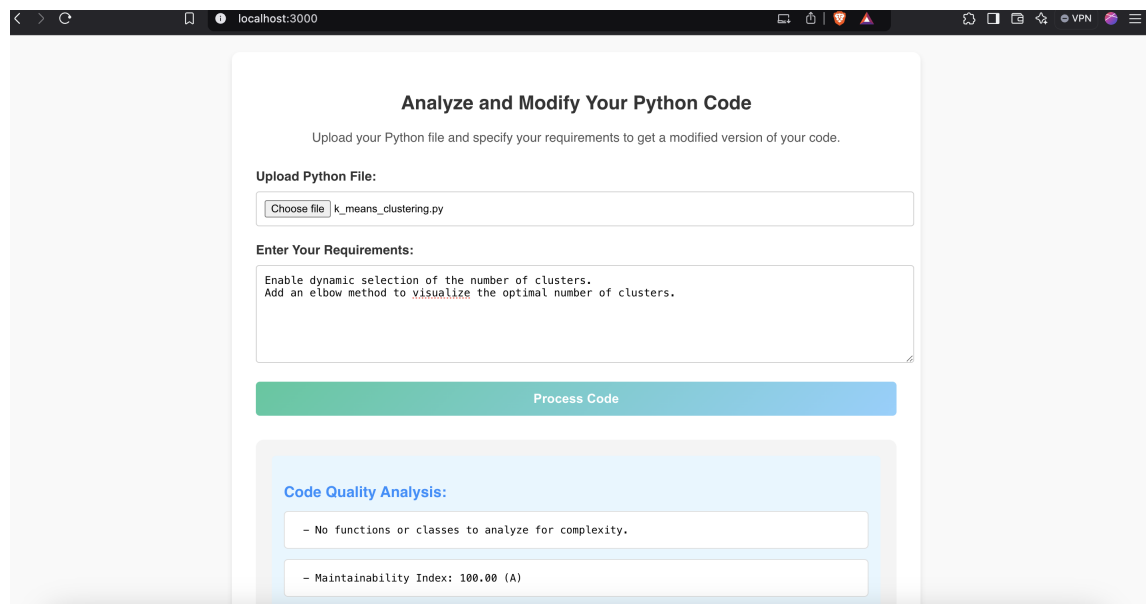 localhost:3000
VPN
Analyze and Modify Your Python Code
Upload your Python file and specify your requirements to get a modified version of your code.
Upload Python File:
Choose file k_means_clustering.py
Enter Your Requirements:
Enable dynamic selection of the number of clusters.
Add an elbow method to visualize the optimal number of clusters.
Process Code
Code Quality Analysis:
– No functions or classes to analyze for complexity.
– Maintainability Index: 100.00 (A)